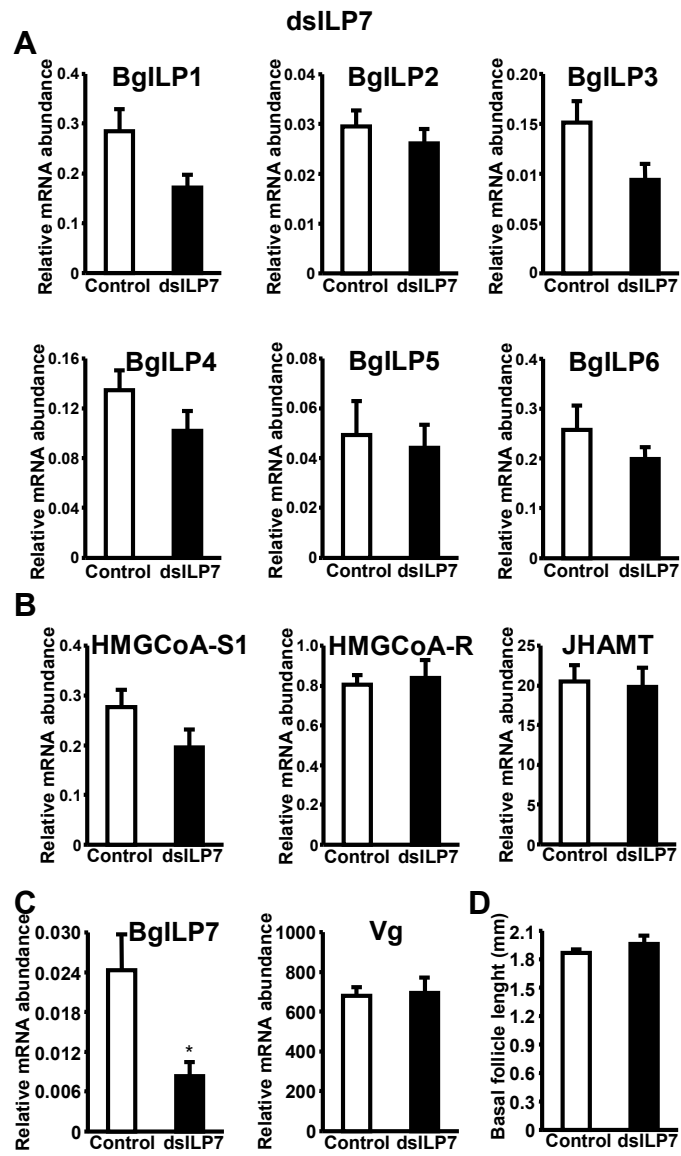 dsILP7
A
BgILP1
Relative mRNA abundance
0.4
0.3
0.2
0.1
0
Control dsILP7
BgILP2
Relative mRNA abundance
0.04
0.03
0.02
0.01
0
Control dsILP7
BgILP3
Relative mRNA abundance
0.20
0.15
0.01
0.05
0
Control dsILP7
BgILP4
Relative mRNA abundance
0.16
0.12
0.08
0.04
0
Control dsILP7
BgILP5
Relative mRNA abundance
0.08
0.06
0.04
0.02
0
Control dsILP7
BgILP6
Relative mRNA abundance
0.4
0.3
0.2
0.1
0
Control dsILP7
B
HMGCoA-S1
Relative mRNA abundance
0.4
0.3
0.2
0.1
0
Control dsILP7
HMGCoA-R
Relative mRNA abundance
1.0
0.8
0.6
0.4
0.2
0
Control dsILP7
JHAMT
Relative mRNA abundance
25
20
15
10
5
0
Control dsILP7
C
BgILP7
Relative mRNA abundance
0.030
0.024
0.018
0.012
0.006
0
*
Control dsILP7
Vg
Relative mRNA abundance
1000
800
600
400
200
0
Control dsILP7
D
Basal follicle lenght (mm)
2.1
1.8
1.5
1.2
0.9
0.6
0.3
0
Control dsILP7